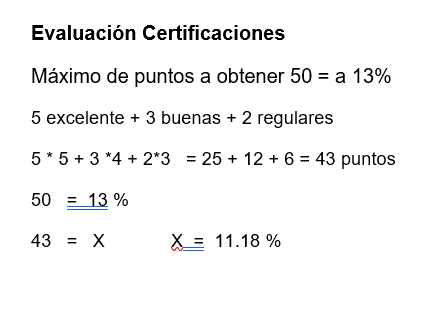 Evaluación Certificaciones
Máximo de puntos a obtener 50 = a 13%
5 excelente + 3 buenas + 2 regulares
5 * 5 + 3 *4 + 2*3 = 25 + 12 + 6 = 43 puntos
50 = 13 %
43 = X X = 11.18 %